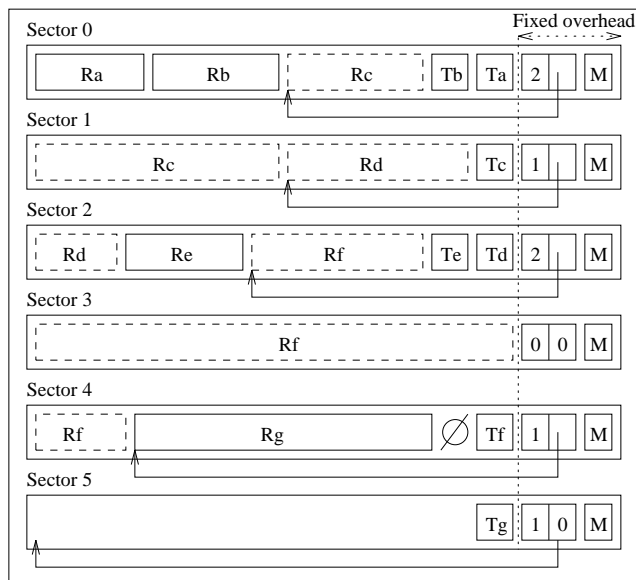 Fixed overhead
Sector 0
Ra Rb Rc Tb Ta 2 M
Sector 1
Rc Rd Tc 1 M
Sector 2
Rd Re Rf Te Td 2 M
Sector 3
Rf 0 0 M
Sector 4
Rf Rg ∅ Tf 1 M
Sector 5
Tg 1 0 M